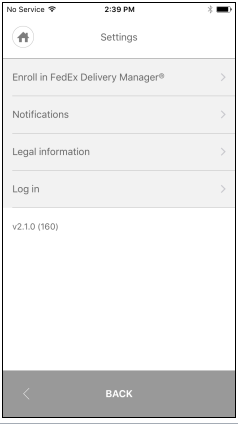 No Service 2:39 PM
Settings
Enroll in FedEx Delivery Manager®
Notifications
Legal information
Log in
v2.1.0 (160)
BACK